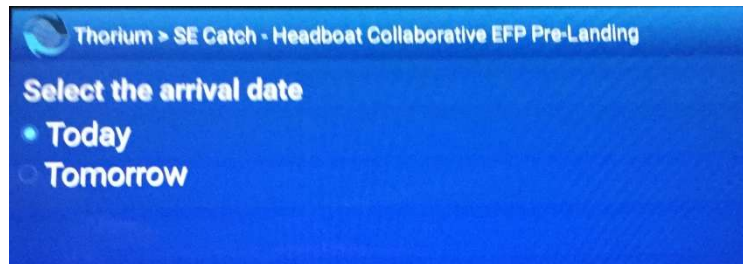 Thorium > SE Catch - Headboat Collaborative EFP Pre-Landing
Select the arrival date
Today
Tomorrow